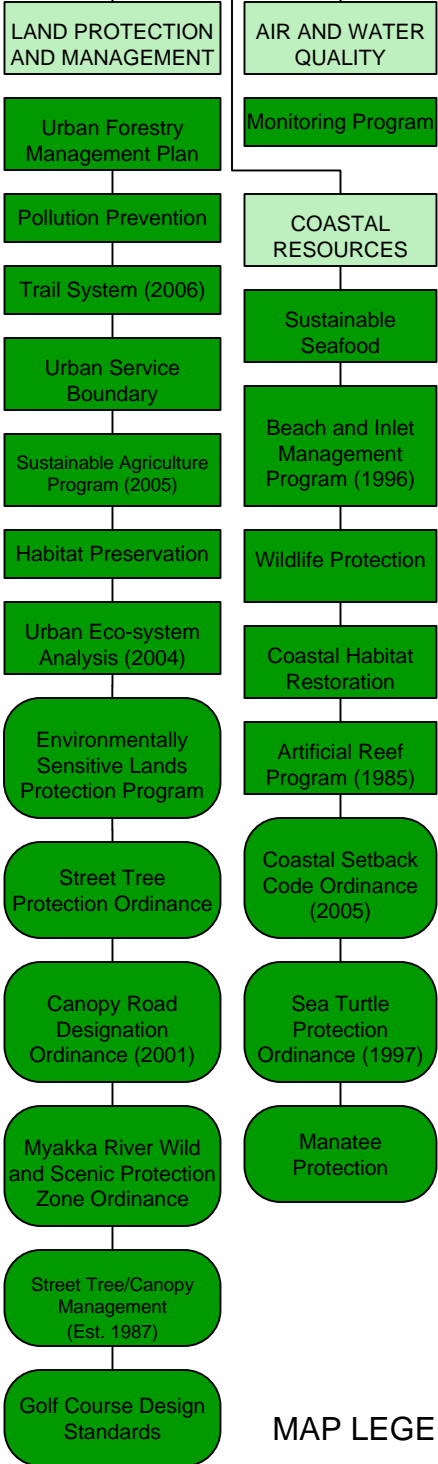 LAND PROTECTION
AND MANAGEMENT
Urban Forestry
Management Plan
Pollution Prevention
Trail System (2006)
Urban Service
Boundary
Sustainable Agriculture
Program (2005)
Habitat Preservation
Urban Eco-system
Analysis (2004)
Environmentally
Sensitive Lands
Protection Program
Street Tree
Protection Ordinance
Canopy Road
Designation
Ordinance (2001)
Myakka River Wild
and Scenic Protection
Zone Ordinance
Street Tree/Canopy
Management
(Est. 1987)
Golf Course Design
Standards
AIR AND WATER
QUALITY
Monitoring Program
COASTAL
RESOURCES
Sustainable
Seafood
Beach and Inlet
Management
Program (1996)
Wildlife Protection
Coastal Habitat
Restoration
Artificial Reef
Program (1985)
Coastal Setback
Code Ordinance
(2005)
Sea Turtle
Protection
Ordinance (1997)
Manatee
Protection
MAP LEGE